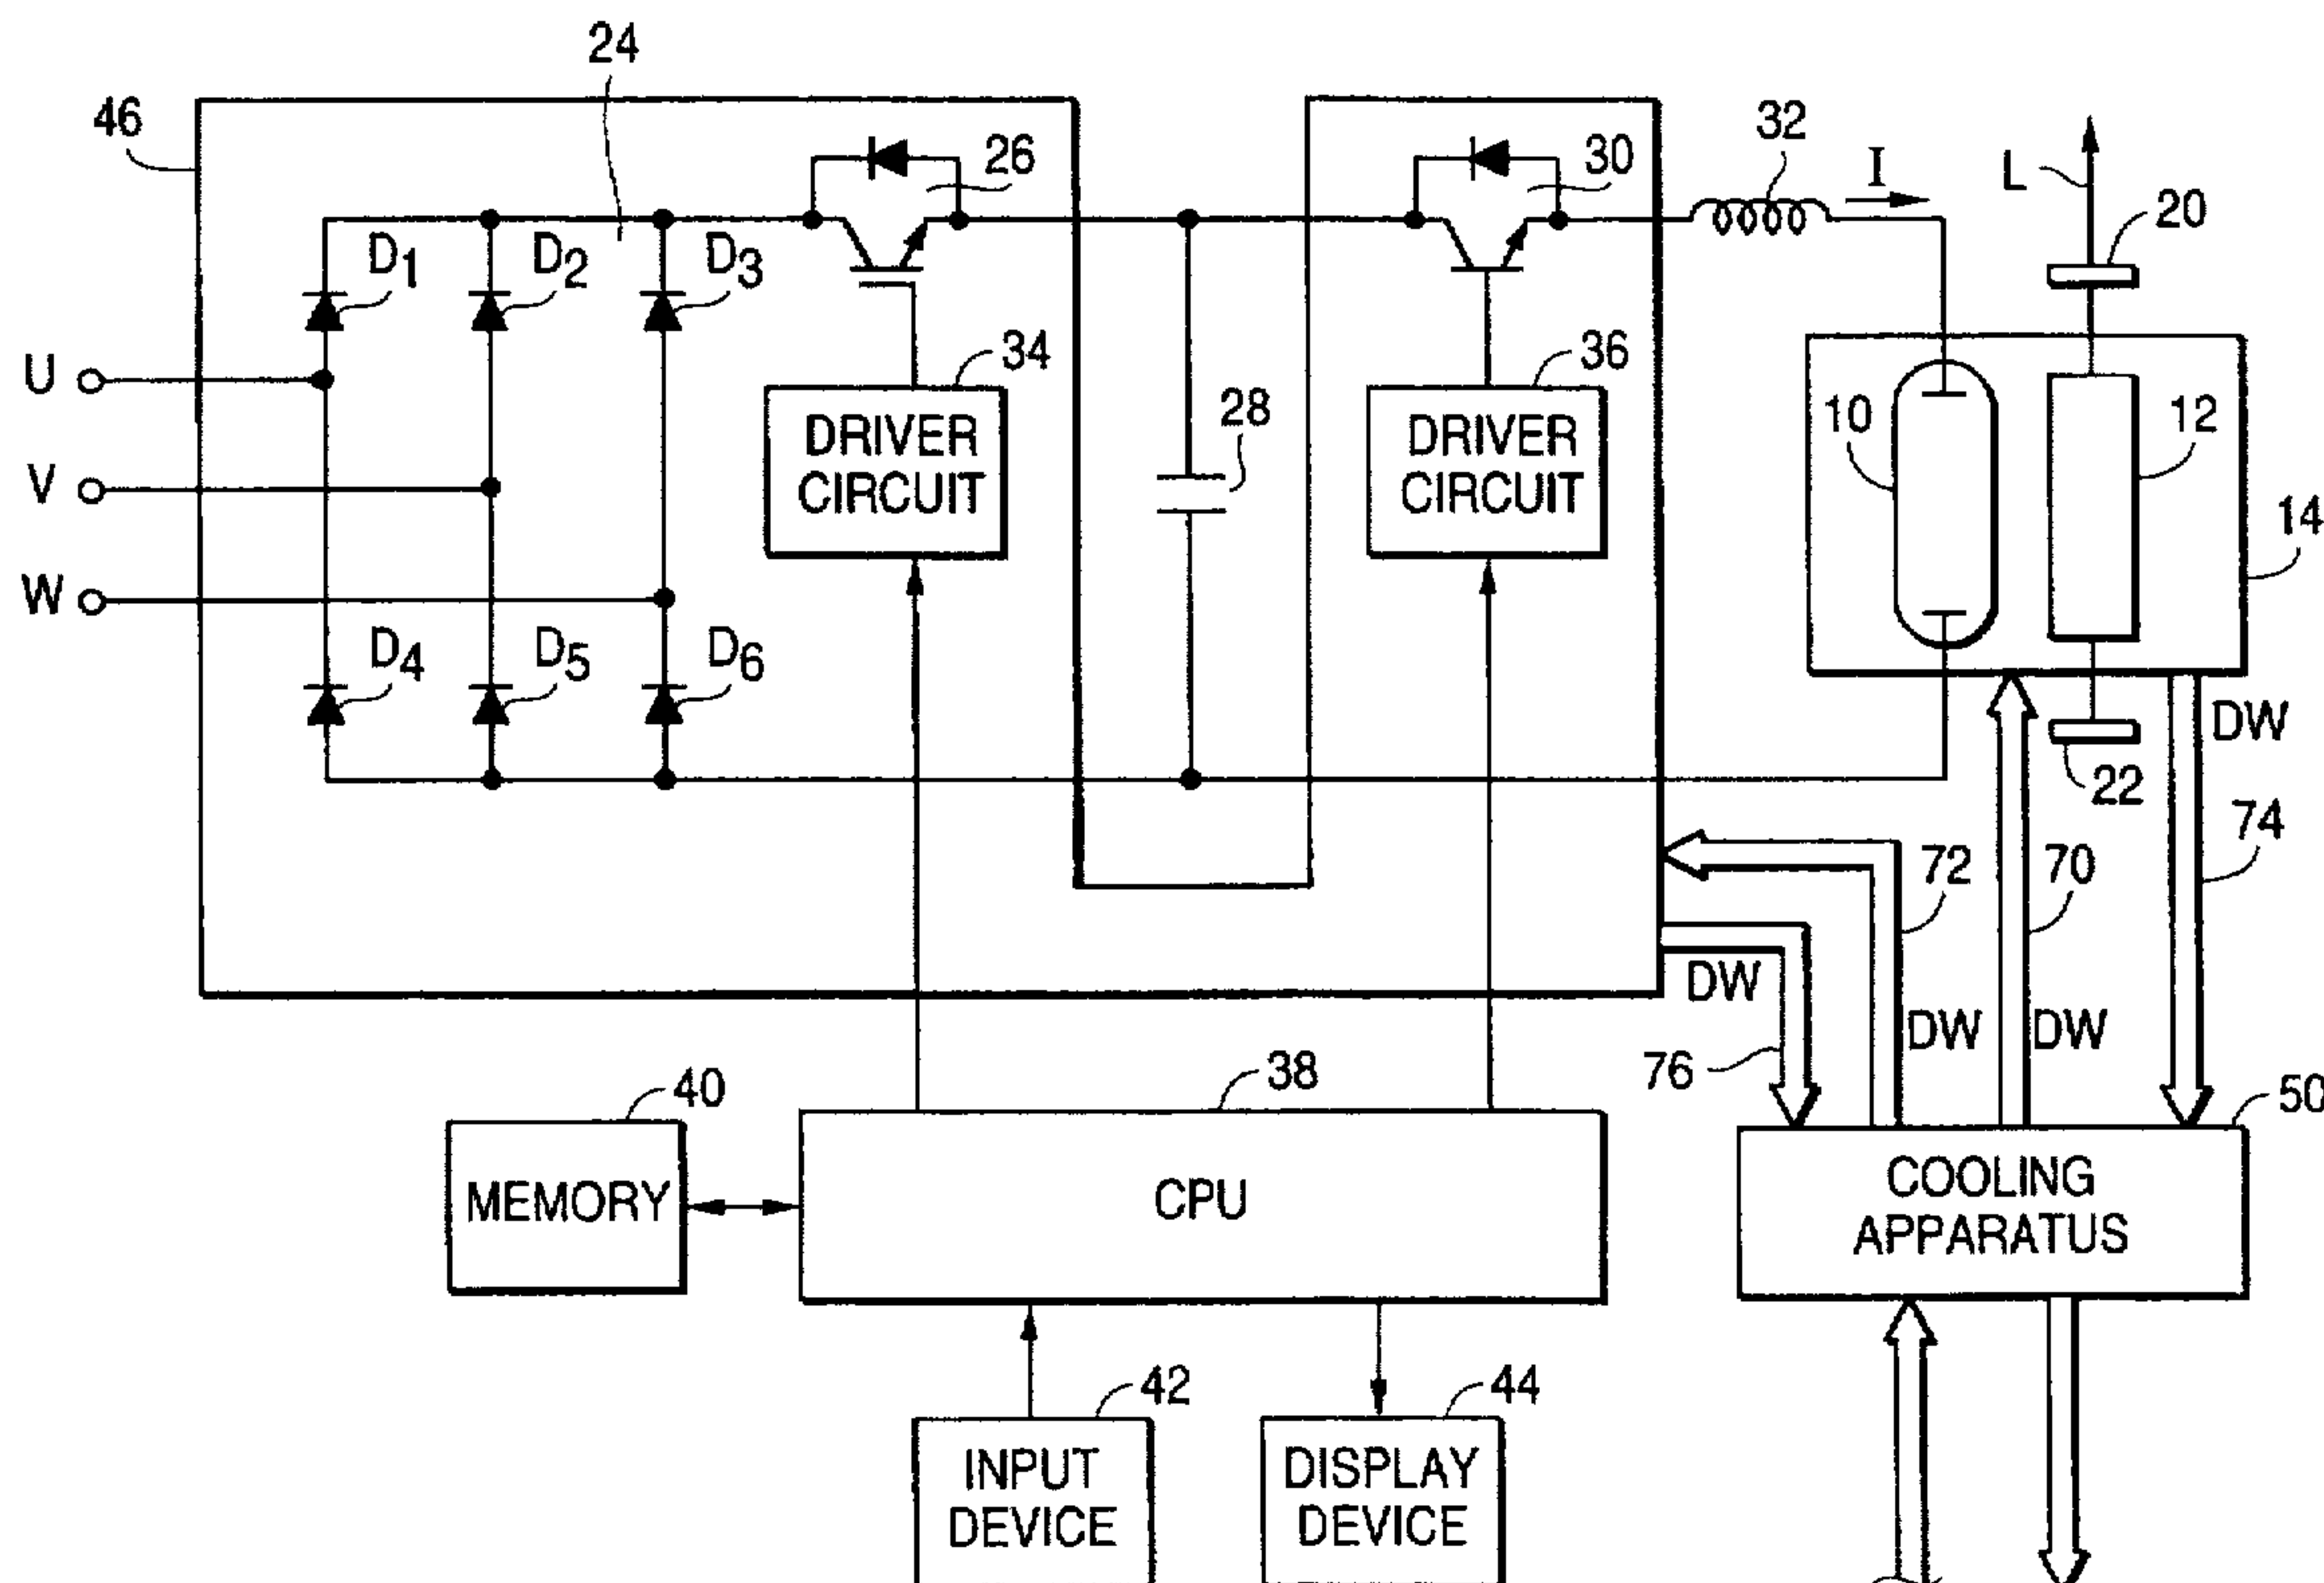 24
46
26
30
32
I
L
20
D1
D2
D3
U
34
36
DRIVER
CIRCUIT
28
DRIVER
CIRCUIT
10
12
V
14
W
D4
D5
D6
DW
22
74
72
70
DW
DW
DW
76
40
38
50
MEMORY
CPU
COOLING
APPARATUS
42
44
INPUT
DEVICE
DISPLAY
DEVICE